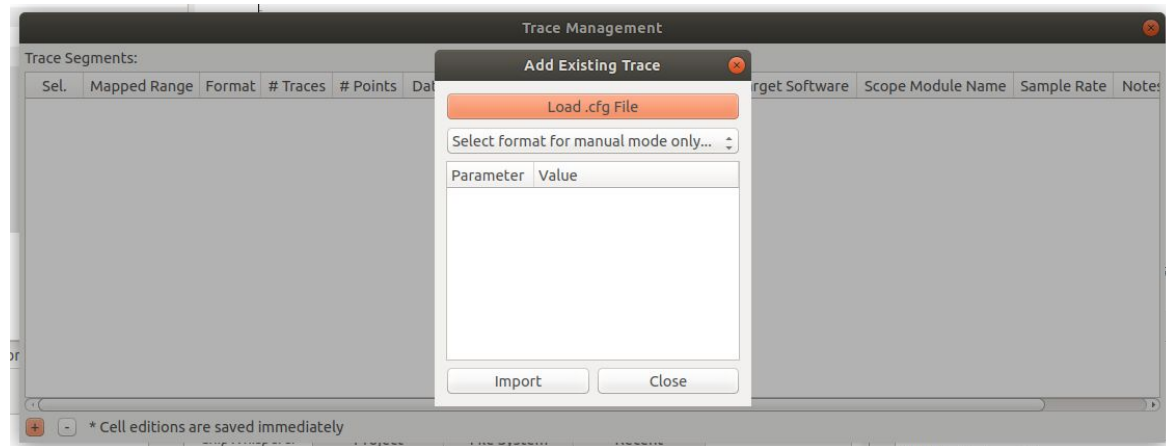 Trace Management
Trace Segments:
Add Existing Trace
Sel. Mapped Range Format # Traces # Points Dat
rget Software Scope Module Name Sample Rate Notes
Load .cfg File
Select format for manual mode only...
Parameter Value
Import Close
+ - * Cell editions are saved immediately